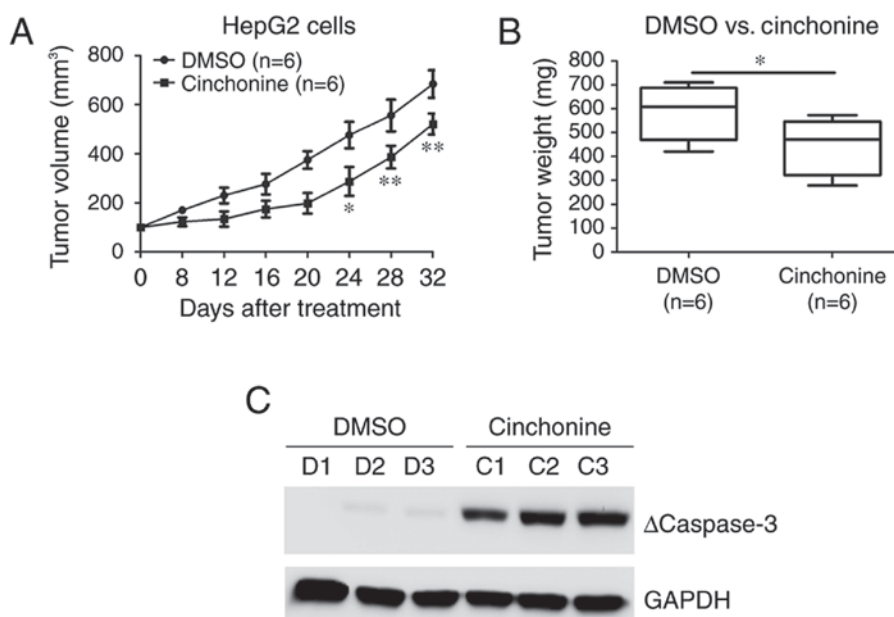 A
HepG2 cells
DMSO (n=6)
Cinchonine (n=6)
Tumor volume (mm³)
800
600
400
200
0
*
**
**
0 8 12 16 20 24 28 32
Days after treatment
B
DMSO vs. cinchonine
Tumor weight (mg)
800
700
600
500
400
300
200
100
0
*
DMSO
(n=6)
Cinchonine
(n=6)
C
DMSO Cinchonine
D1 D2 D3 C1 C2 C3
ΔCaspase-3
GAPDH